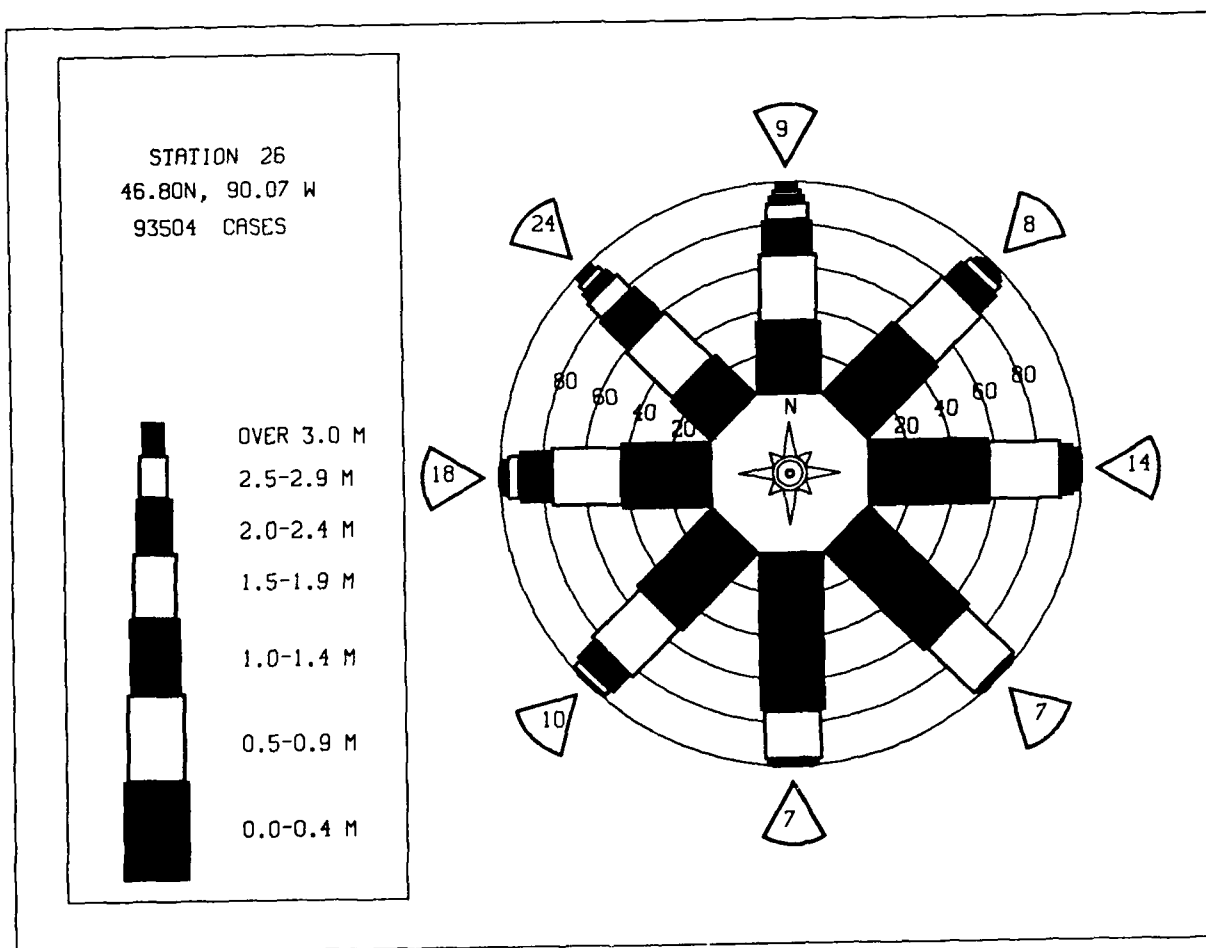 STATION 26
46.80N, 90.07 W
93504 CASES
OVER 3.0 M
2.5-2.9 M
2.0-2.4 M
1.5-1.9 M
1.0-1.4 M
0.5-0.9 M
0.0-0.4 M
9
24
8
80
60
40
20
N
20
40
60
80
18
14
10
7
7